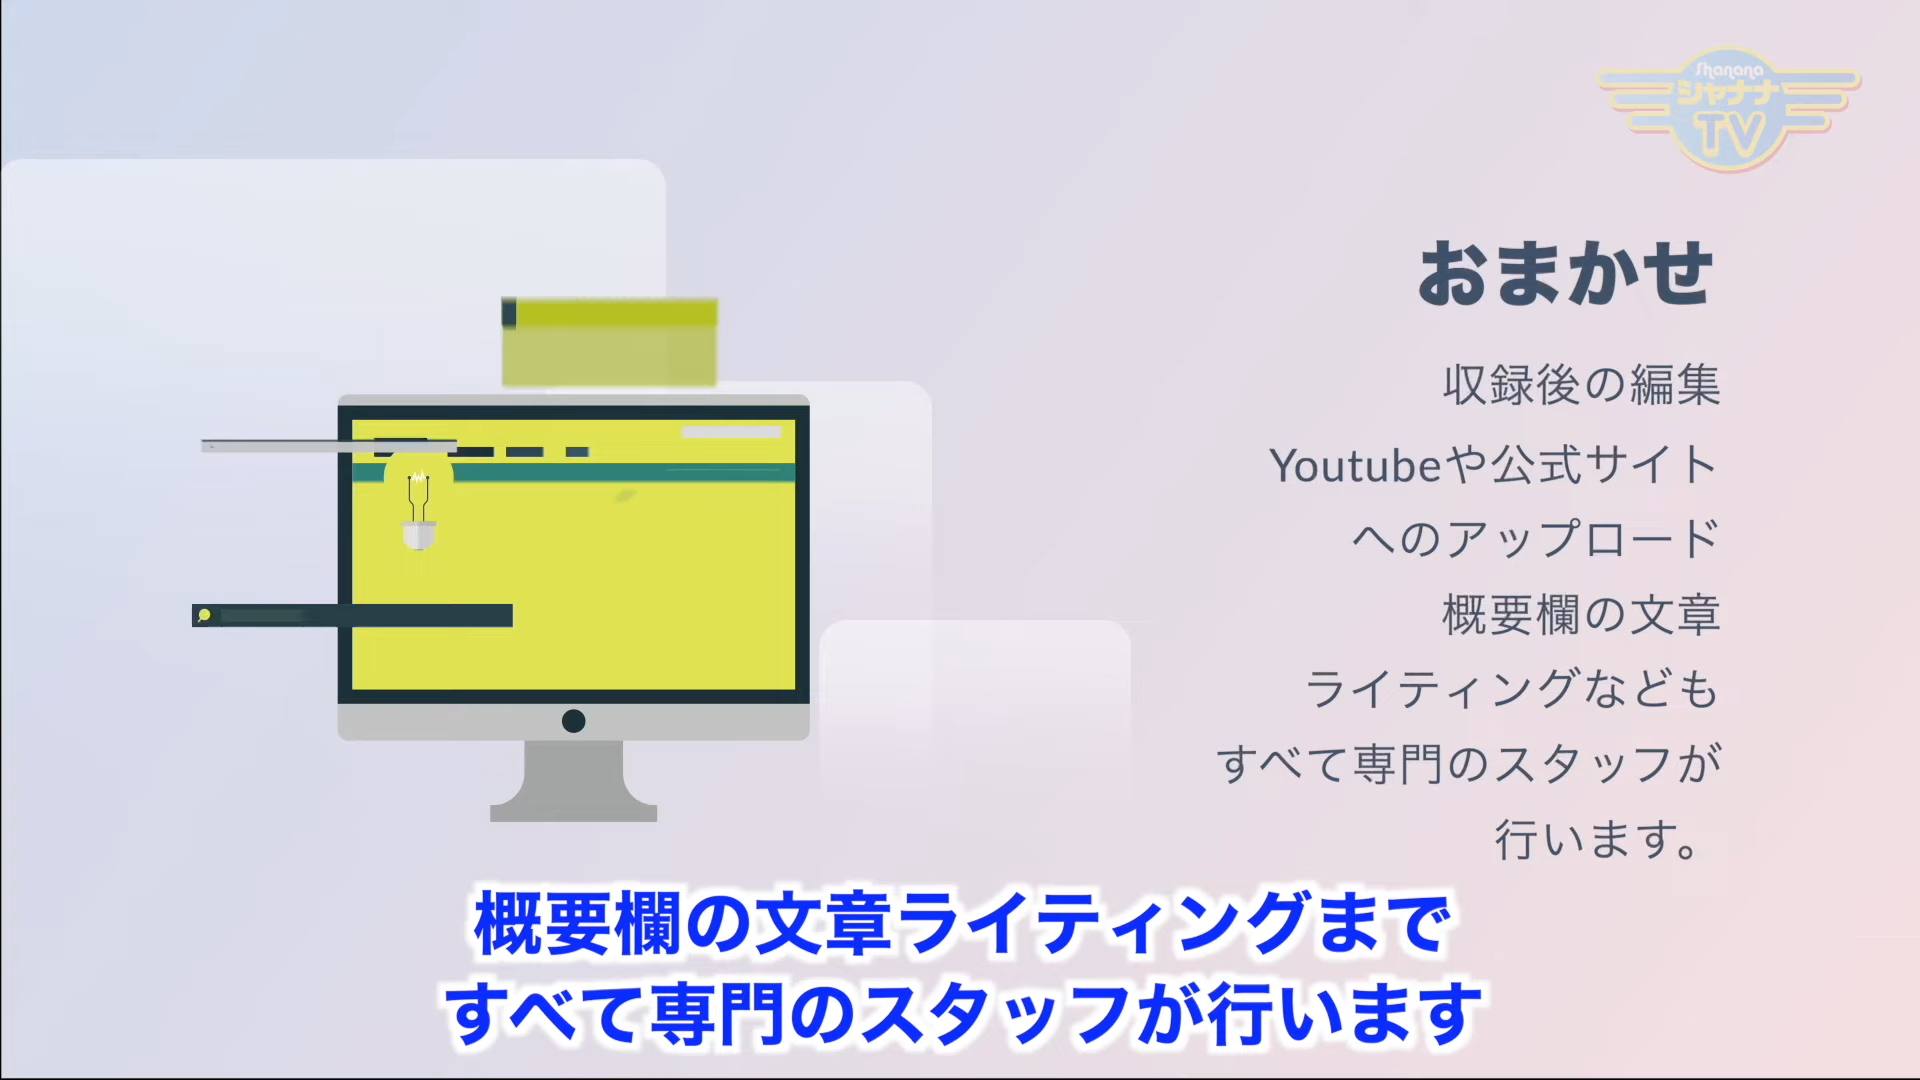 Shanana
シャナナ
TV
おまかせ
収録後の編集
Youtubeや公式サイト
へのアップロード
概要欄の文章
ライティングなども
すべて専門のスタッフが
行います。
概要欄の文章ライティングまで
すべて専門のスタッフが行います